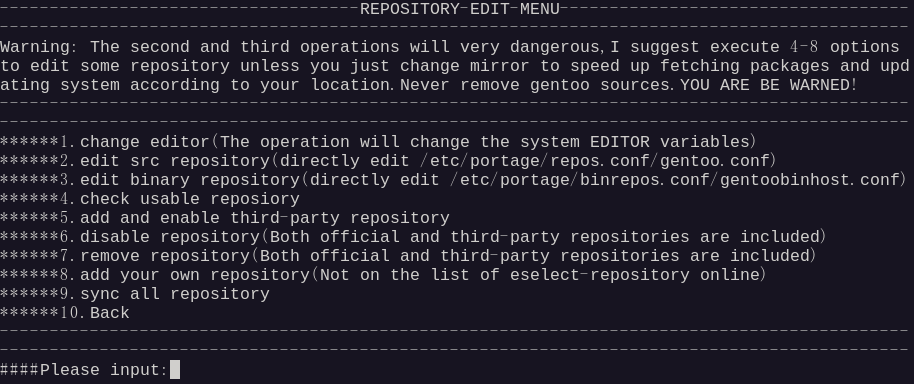 ------------------------------------REPOSITORY-EDIT-MENU-----------------------------------
-------------------------------------------------------------------------------------------
Warning: The second and third operations will very dangerous,I suggest execute 4-8 options
to edit some repository unless you just change mirror to speed up fetching packages and upd
ating system according to your location.Never remove gentoo sources.YOU ARE BE WARNED!
-------------------------------------------------------------------------------------------
-------------------------------------------------------------------------------------------
******1.change editor(The operation will change the system EDITOR variables)
******2.edit src repository(directly edit /etc/portage/repos.conf/gentoo.conf)
******3.edit binary repository(directly edit /etc/portage/binrepos.conf/gentoobinhost.conf)
******4.check usable reposiory
******5.add and enable third-party repository
******6.disable repository(Both official and third-party repositories are included)
******7.remove repository(Both official and third-party repositories are included)
******8.add your own repository(Not on the list of eselect-repository online)
******9.sync all repository
******10.Back
-------------------------------------------------------------------------------------------
-------------------------------------------------------------------------------------------
####Please input: